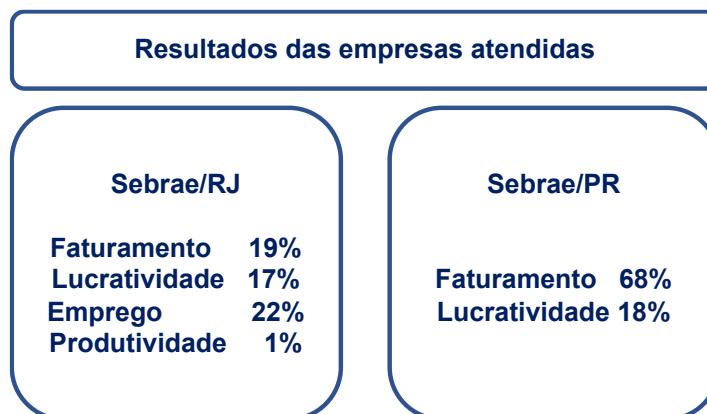 Resultados das empresas atendidas
Sebrae/RJ
Faturamento 19%
Lucratividade 17%
Emprego 22%
Produtividade 1%
Sebrae/PR
Faturamento 68%
Lucratividade 18%